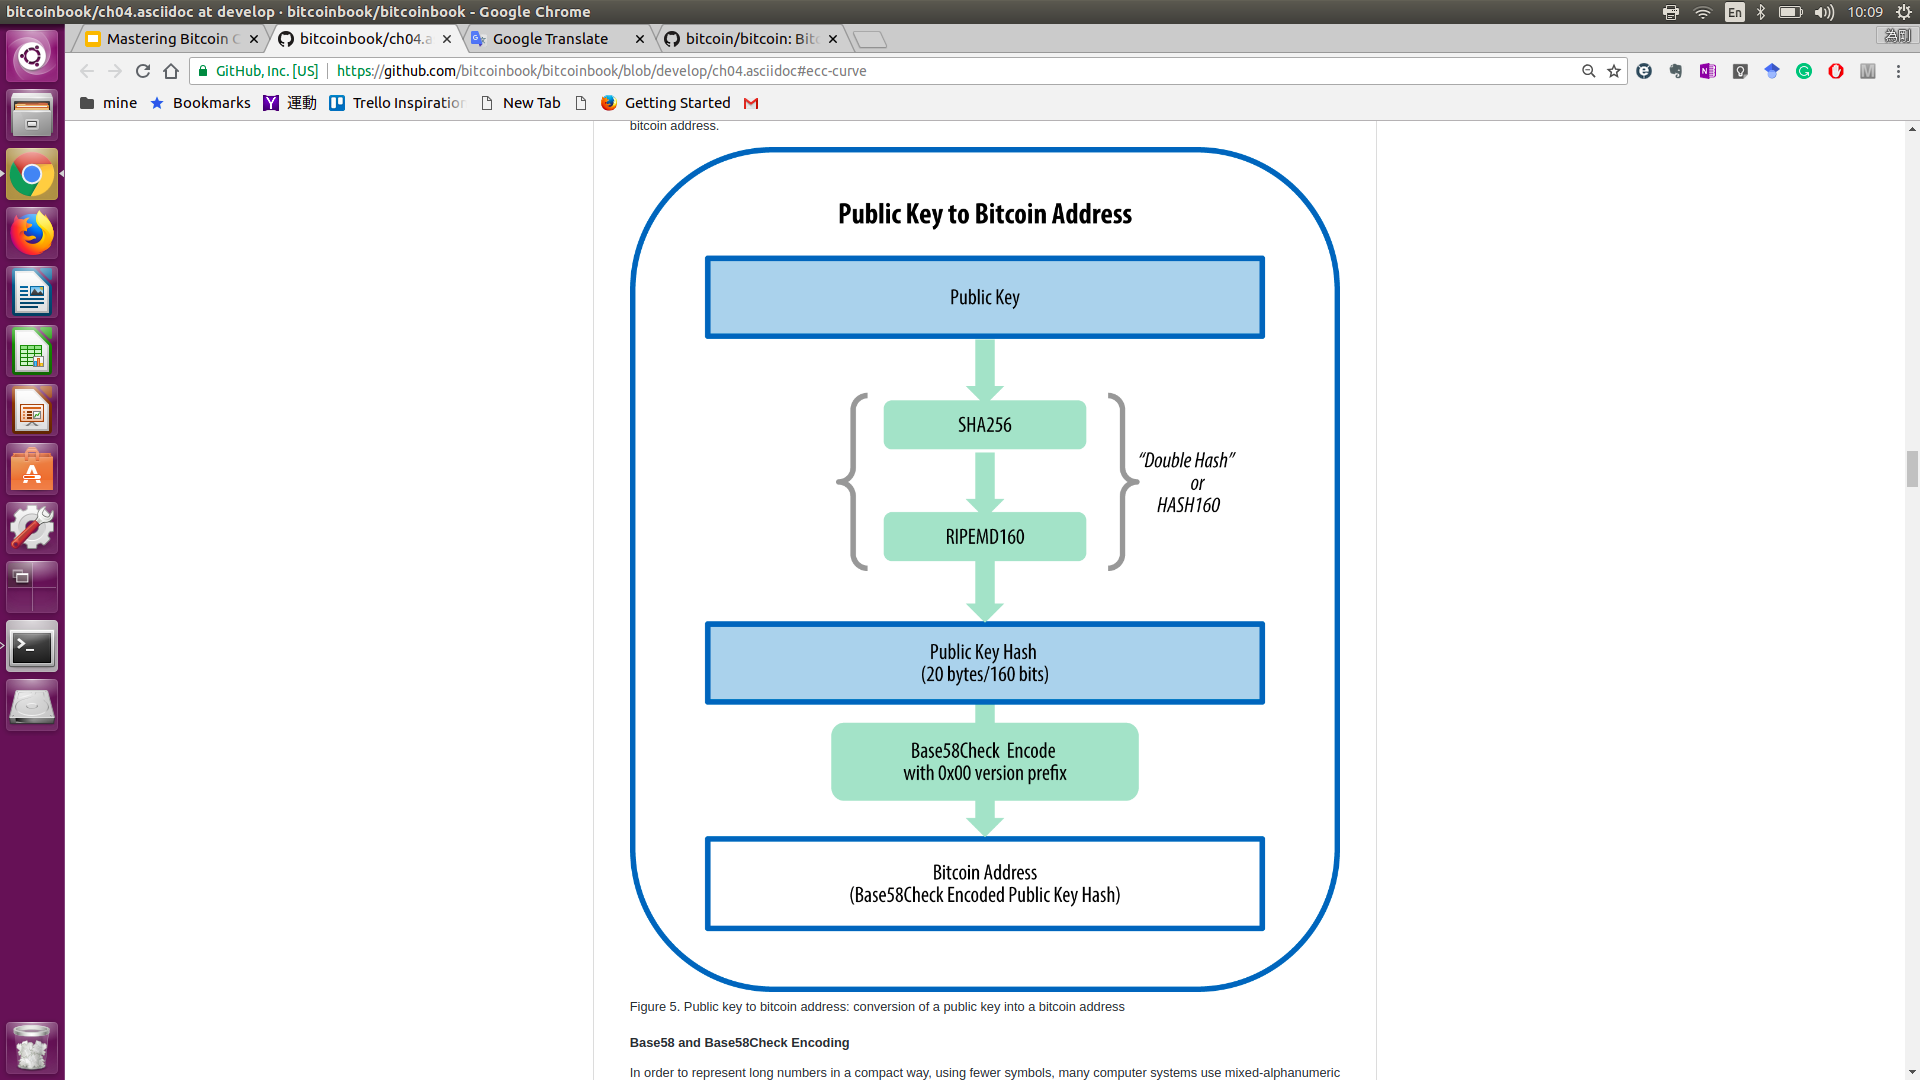 bitcoinbook/ch04.asciidoc at develop · bitcoinbook/bitcoinbook - Google Chrome
En
10:09
Mastering Bitcoin
bitcoinbook/ch04.a
Google Translate
bitcoin/bitcoin: Bit
為剛
GitHub, Inc. [US]
https://github.com/bitcoinbook/bitcoinbook/blob/develop/ch04.asciidoc#ecc-curve
mine
Bookmarks
運動
Trello Inspiration
New Tab
Getting Started
bitcoin address.
Public Key to Bitcoin Address
Public Key
SHA256
“Double Hash”
or
HASH160
RIPEMD160
Public Key Hash
(20 bytes/160 bits)
Base58Check Encode
with 0x00 version prefix
Bitcoin Address
(Base58Check Encoded Public Key Hash)
Figure 5. Public key to bitcoin address: conversion of a public key into a bitcoin address
Base58 and Base58Check Encoding
In order to represent long numbers in a compact way, using fewer symbols, many computer systems use mixed-alphanumeric